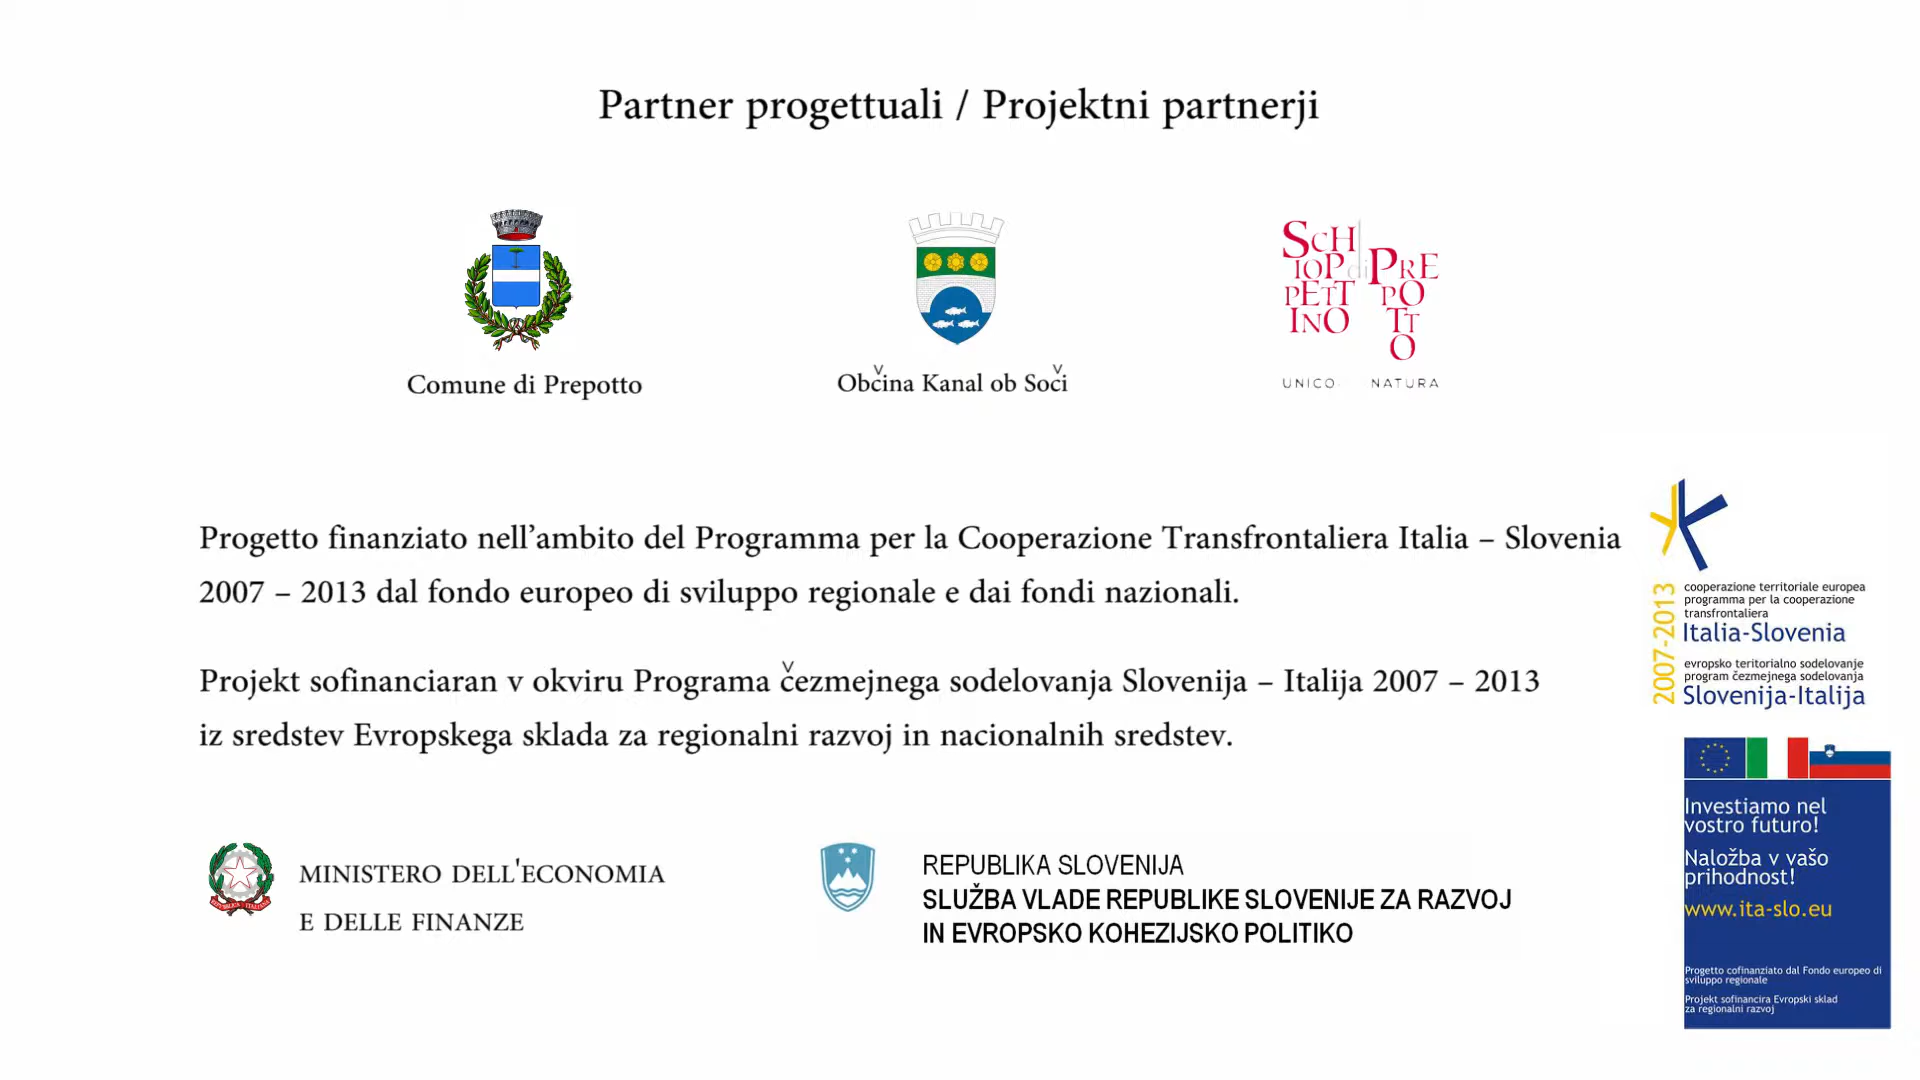 Partner progettuali / Projektni partnerji
Comune di Prepotto
Občina Kanal ob Soči
SCHIOPPETTINO di PREPOTTO
UNICO NATURA
Progetto finanziato nell’ambito del Programma per la Cooperazione Transfrontaliera Italia – Slovenia
2007 – 2013 dal fondo europeo di sviluppo regionale e dai fondi nazionali.
Projekt sofinanciaran v okviru Programa čezmejnega sodelovanja Slovenija – Italija 2007 – 2013
iz sredstev Evropskega sklada za regionalni razvoj in nacionalnih sredstev.
2007-2013
cooperazione territoriale europea
programma per la cooperazione
transfrontaliera
Italia-Slovenia
evropsko teritorialno sodelovanje
program čezmejnega sodelovanja
Slovenija-Italija
MINISTERO DELL'ECONOMIA
E DELLE FINANZE
REPUBLIKA SLOVENIJA
SLUŽBA VLADE REPUBLIKE SLOVENIJE ZA RAZVOJ
IN EVROPSKO KOHEZIJSKO POLITIKO
Investiamo nel
vostro futuro!
Naložba v vašo
prihodnost!
www.ita-slo.eu
Progetto cofinanziato dal Fondo europeo di
sviluppo regionale
Projekt sofinancira Evropski sklad
za regionalni razvoj